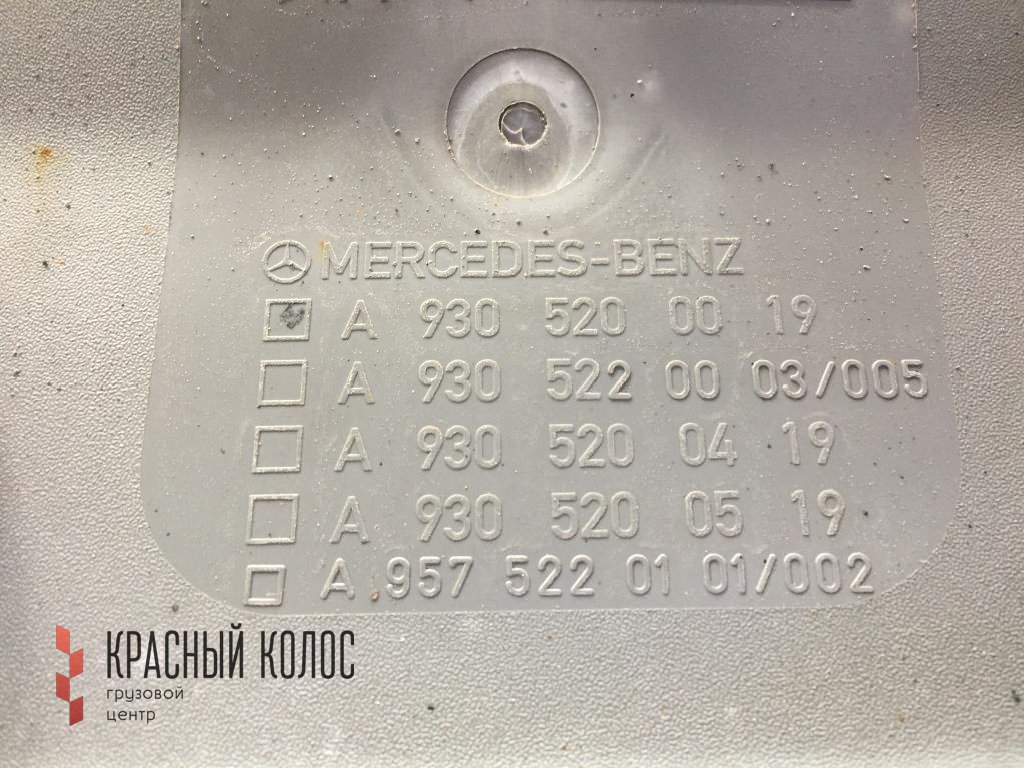 MERCEDES-BENZ
A 930 520 00 19
A 930 522 00 03/005
A 930 520 04 19
A 930 520 05 19
A 957 522 01 01/002
КРАСНЫЙ КОЛОС
грузовой
центр